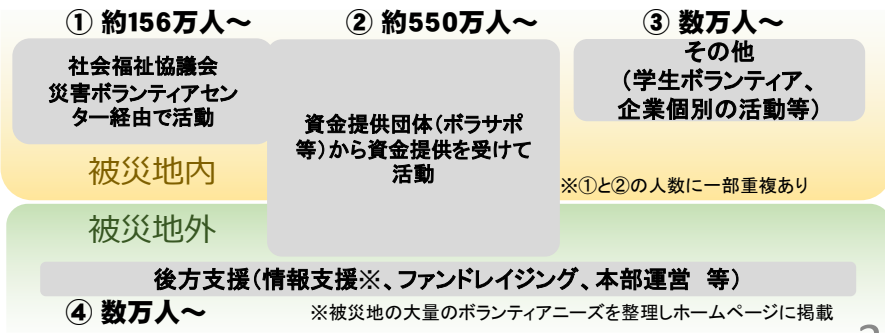 ① 約156万人～
② 約550万人～
③ 数万人～
社会福祉協議会
災害ボランティアセン
ター経由で活動
資金提供団体（ボラサポ
等）から資金提供を受けて
活動
その他
（学生ボランティア、
企業個別の活動等）
被災地内
※①と②の人数に一部重複あり
被災地外
後方支援（情報支援※、ファンドレイジング、本部運営 等）
④ 数万人～
※被災地の大量のボランティアニーズを整理しホームページに掲載